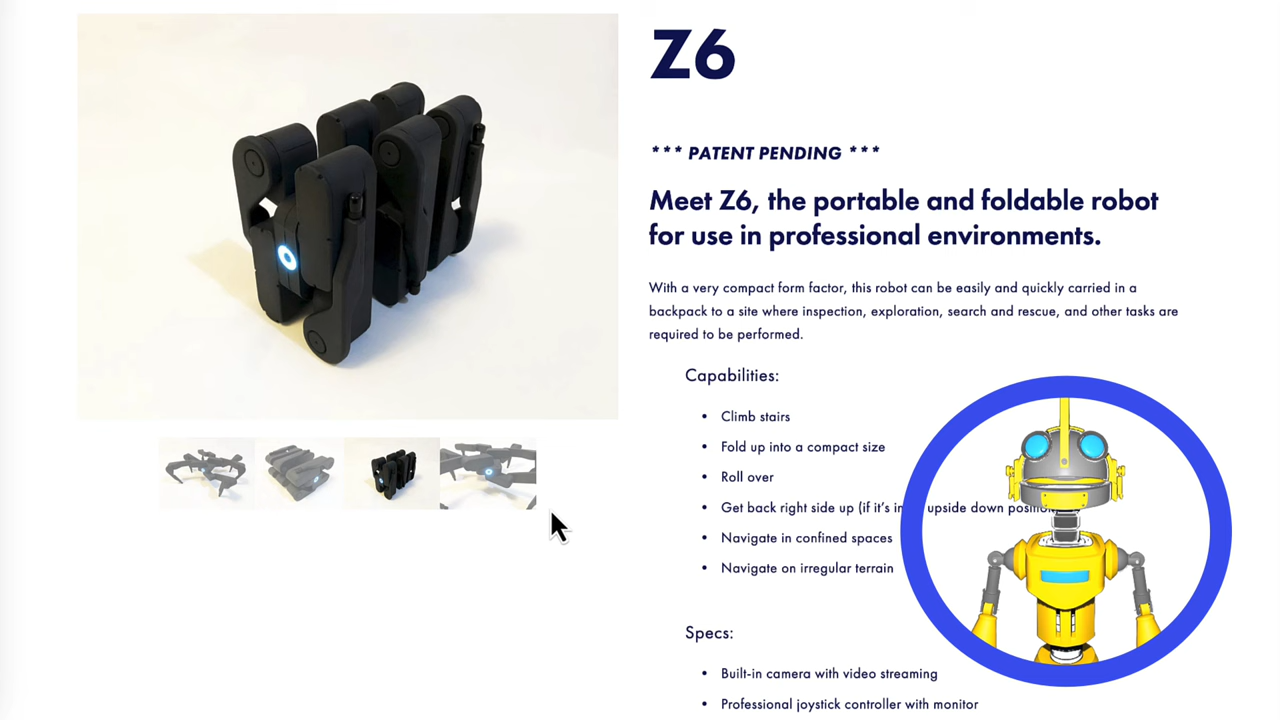 Z6
*** PATENT PENDING ***
Meet Z6, the portable and foldable robot
for use in professional environments.
With a very compact form factor, this robot can be easily and quickly carried in a
backpack to a site where inspection, exploration, search and rescue, and other tasks are
required to be performed.
Capabilities:
• Climb stairs
• Fold up into a compact size
• Roll over
• Get back right side up (if it's in upside down
• Navigate in confined spaces
• Navigate on irregular terrain
Specs:
• Built-in camera with video streaming
• Professional joystick controller with monitor